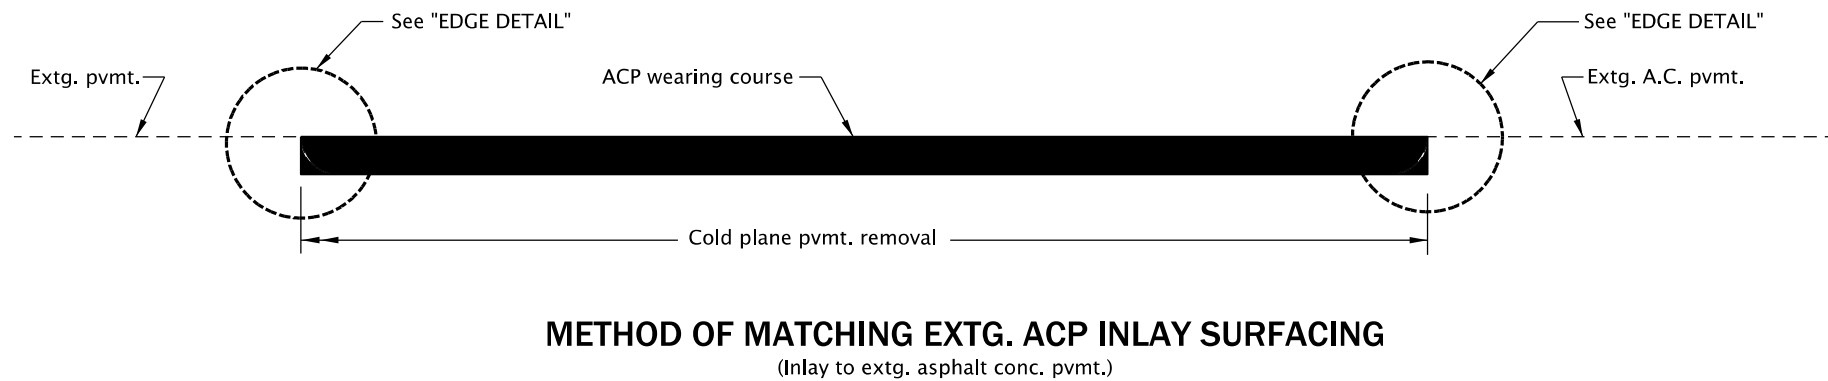 See "EDGE DETAIL"
See "EDGE DETAIL"
Extg. pvmt.
ACP wearing course
Extg. A.C. pvmt.
Cold plane pvmt. removal
METHOD OF MATCHING EXTG. ACP INLAY SURFACING
(Inlay to extg. asphalt conc. pvmt.)